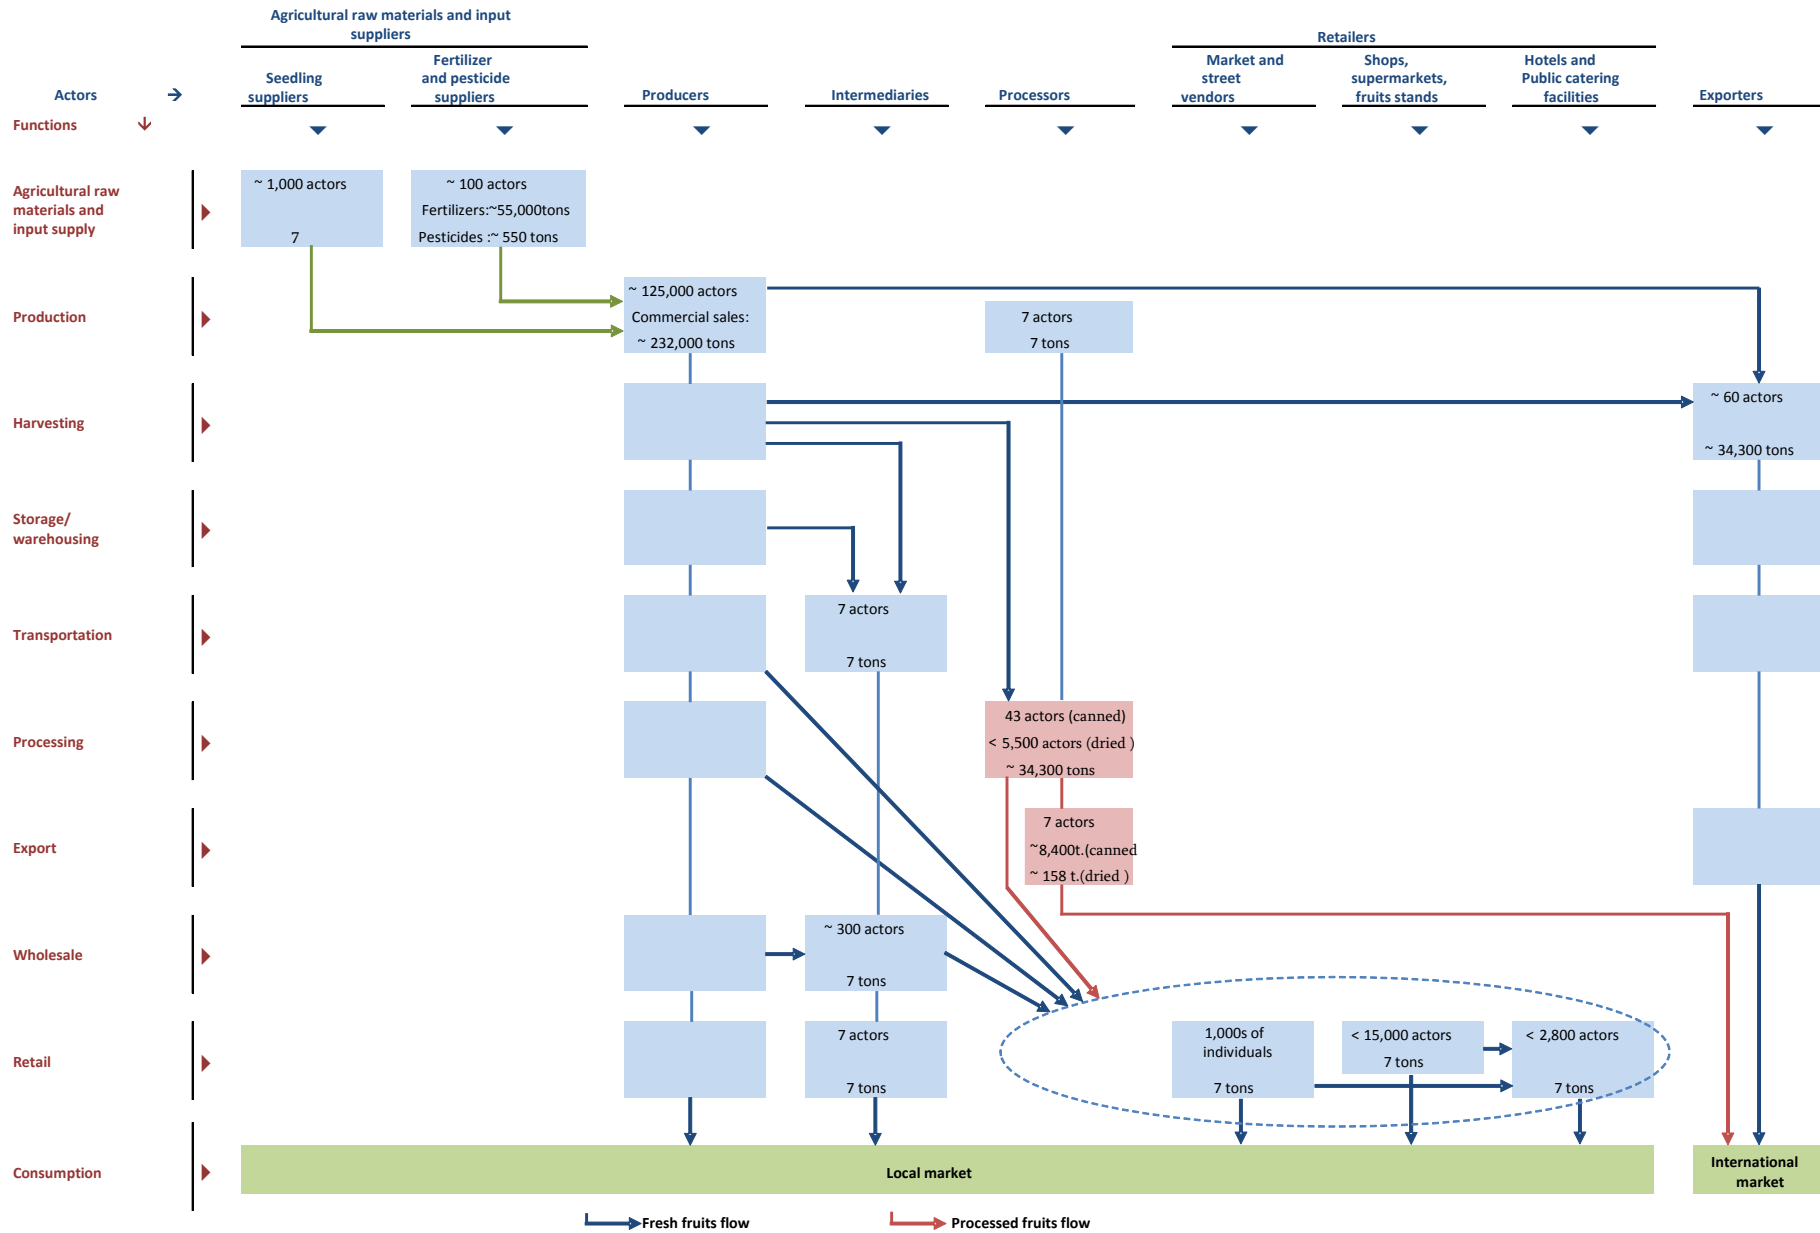 Agricultural raw materials and input
suppliers
Retailers
Actors
Seedling
suppliers
Fertilizer
and pesticide
suppliers
Producers
Intermediaries
Processors
Market and
street
vendors
Shops,
supermarkets,
fruits stands
Hotels and
Public catering
facilities
Exporters
Functions
Agricultural raw
materials and
input supply
~ 1,000 actors
7
~ 100 actors
Fertilizers:~55,000tons
Pesticides :~ 550 tons
Production
~ 125,000 actors
Commercial sales:
~ 232,000 tons
7 actors
7 tons
Harvesting
~ 60 actors
~ 34,300 tons
Storage/
warehousing
Transportation
7 actors
7 tons
Processing
43 actors (canned)
< 5,500 actors (dried )
~ 34,300 tons
Export
7 actors
~8,400t.(canned
~ 158 t.(dried )
Wholesale
~ 300 actors
7 tons
Retail
7 actors
7 tons
1,000s of
individuals
7 tons
< 15,000 actors
7 tons
< 2,800 actors
7 tons
Consumption
Local market
International
market
Fresh fruits flow
Processed fruits flow